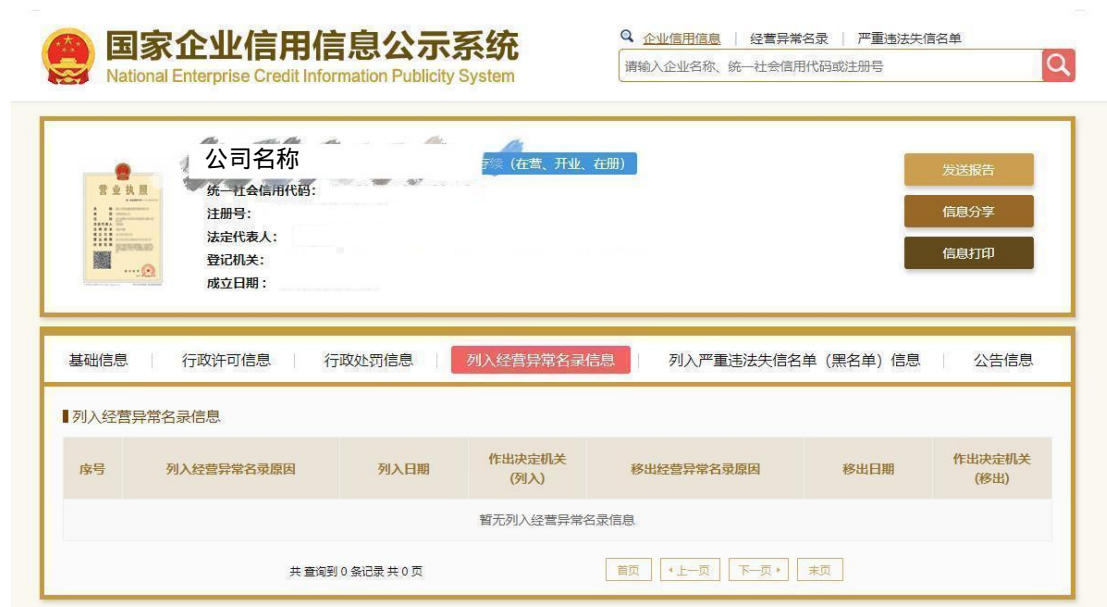 国家企业信用信息公示系统
National Enterprise Credit Information Publicity System
企业信用信息 | 经营异常名录 | 严重违法失信名单
请输入企业名称、统一社会信用代码或注册号
公司名称
存续（在营、开业、在册）
营业执照
统一社会信用代码：
注册号：
法定代表人：
登记机关：
成立日期：
发送报告
信息分享
信息打印
基础信息 | 行政许可信息 | 行政处罚信息 | 列入经营异常名录信息 | 列入严重违法失信名单（黑名单）信息 | 公告信息
列入经营异常名录信息
序号 列入经营异常名录原因 列入日期 作出决定机关(列入) 移出经营异常名录原因 移出日期 作出决定机关(移出)
暂无列入经营异常名录信息
共 查询到 0 条记录 共 0 页
首页 上一页 下一页 末页